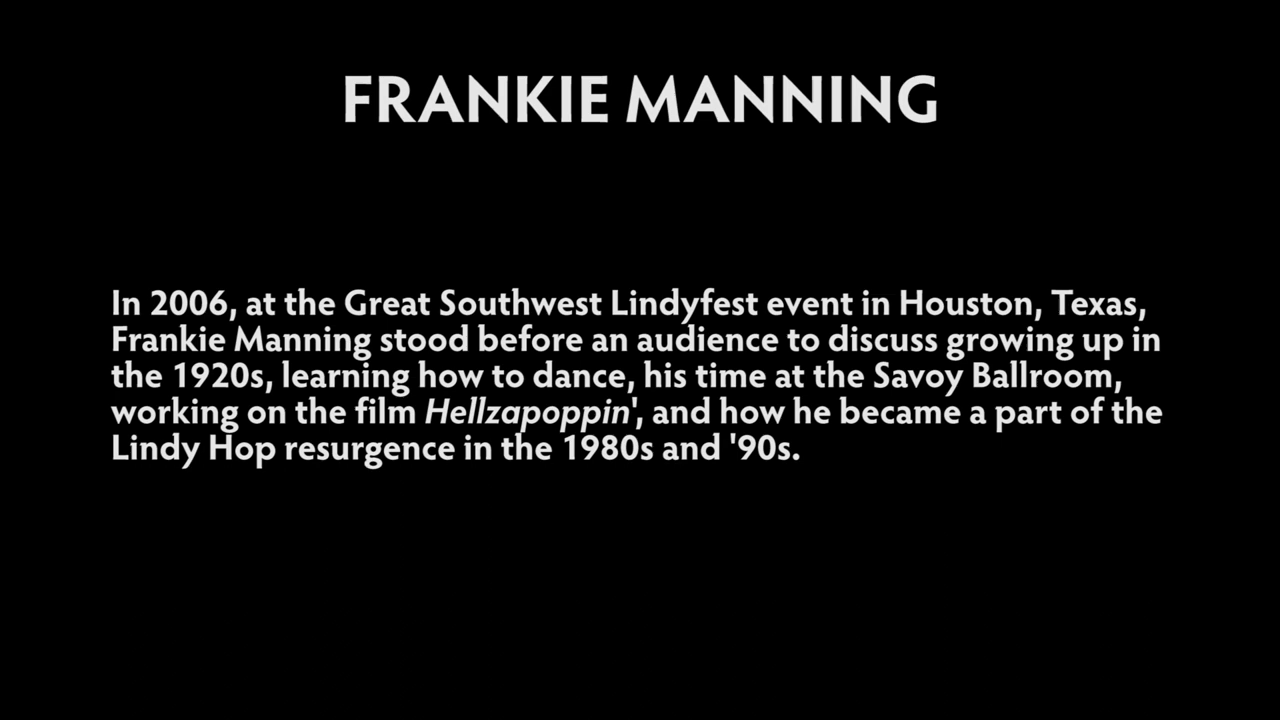 FRANKIE MANNING
In 2006, at the Great Southwest Lindyfest event in Houston, Texas,
Frankie Manning stood before an audience to discuss growing up in
the 1920s, learning how to dance, his time at the Savoy Ballroom,
working on the film Hellzapoppin', and how he became a part of the
Lindy Hop resurgence in the 1980s and '90s.